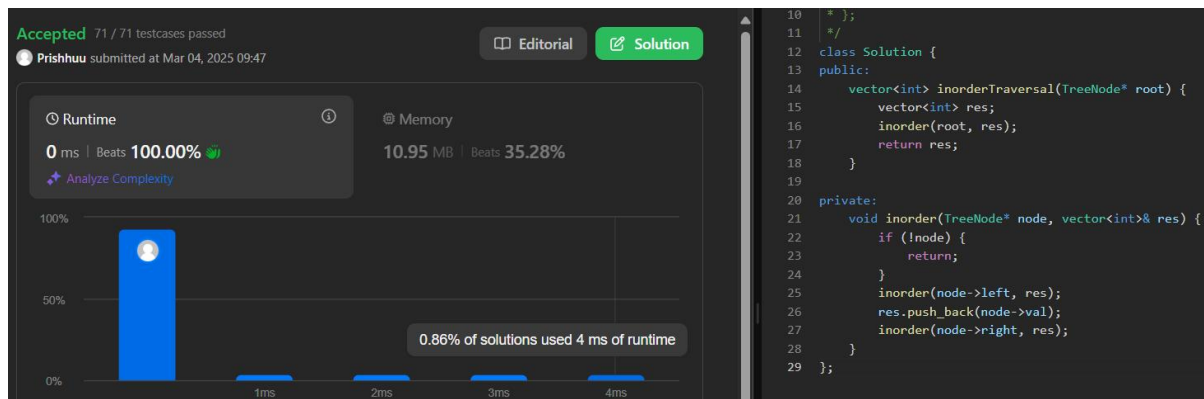 Accepted 71 / 71 testcases passed
Prishhuu submitted at Mar 04, 2025 09:47
Editorial
Solution
Runtime
0 ms | Beats 100.00%
Analyze Complexity
Memory
10.95 MB | Beats 35.28%
100%
50%
0%
0.86% of solutions used 4 ms of runtime
1ms 2ms 3ms 4ms
10 * };
11 */
12 class Solution {
13 public:
14 vector<int> inorderTraversal(TreeNode* root) {
15 vector<int> res;
16 inorder(root, res);
17 return res;
18 }
19
20 private:
21 void inorder(TreeNode* node, vector<int>& res) {
22 if (!node) {
23 return;
24 }
25 inorder(node->left, res);
26 res.push_back(node->val);
27 inorder(node->right, res);
28 }
29 };